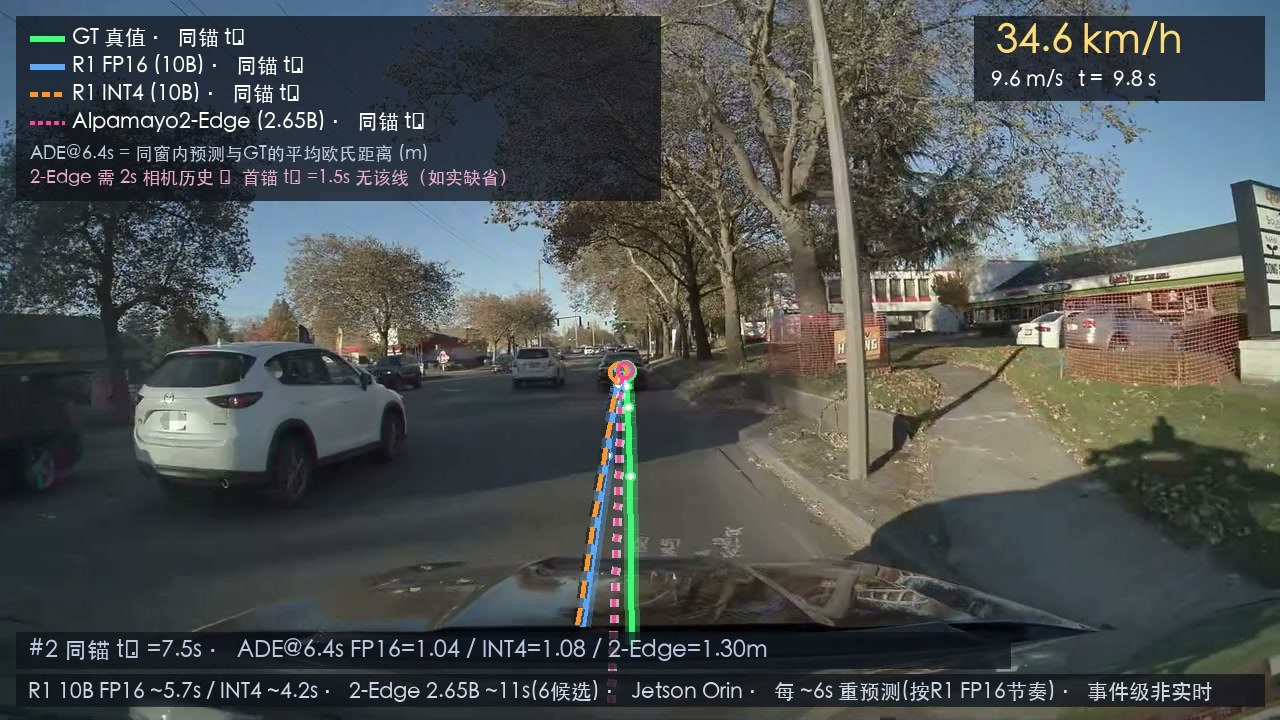 GT 真值 · 同锚 t□
R1 FP16 (10B) · 同锚 t□
R1 INT4 (10B) · 同锚 t□
Alpamayo2-Edge (2.65B) · 同锚 t□
ADE@6.4s = 同窗内预测与GT的平均欧氏距离 (m)
2-Edge 需 2s 相机历史 □ 首锚 t□ =1.5s 无该线（如实缺省）
34.6 km/h
9.6 m/s t = 9.8 s
#2 同锚 t□ =7.5s · ADE@6.4s FP16=1.04 / INT4=1.08 / 2-Edge=1.30m
R1 10B FP16 ~5.7s / INT4 ~4.2s · 2-Edge 2.65B ~11s(6候选) · Jetson Orin · 每 ~6s 重预测(按R1 FP16节奏) · 事件级非实时